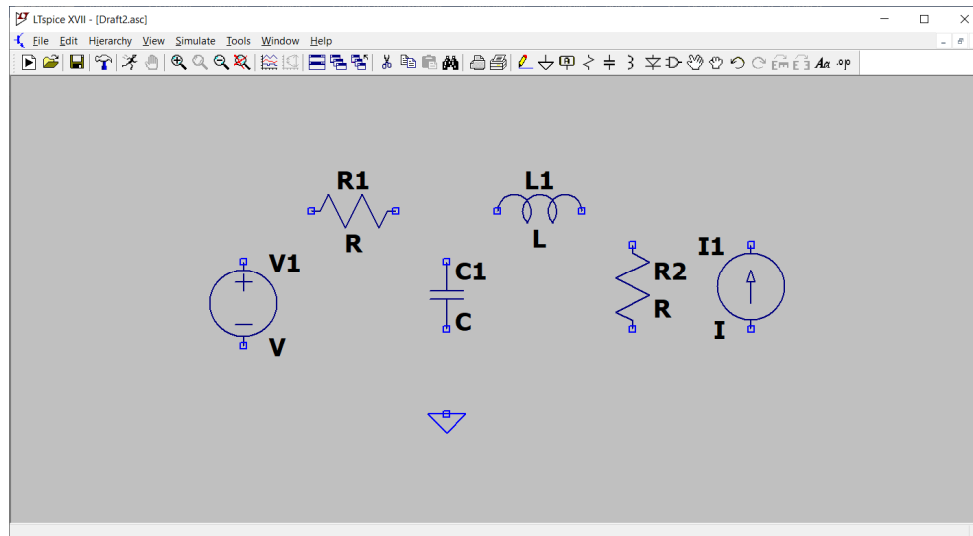 LTspice XVII - [Draft2.asc]
File Edit Hierarchy View Simulate Tools Window Help
Aa .op
R1
L1
R
L
V1
C1
R2
I1
V
C
R
I